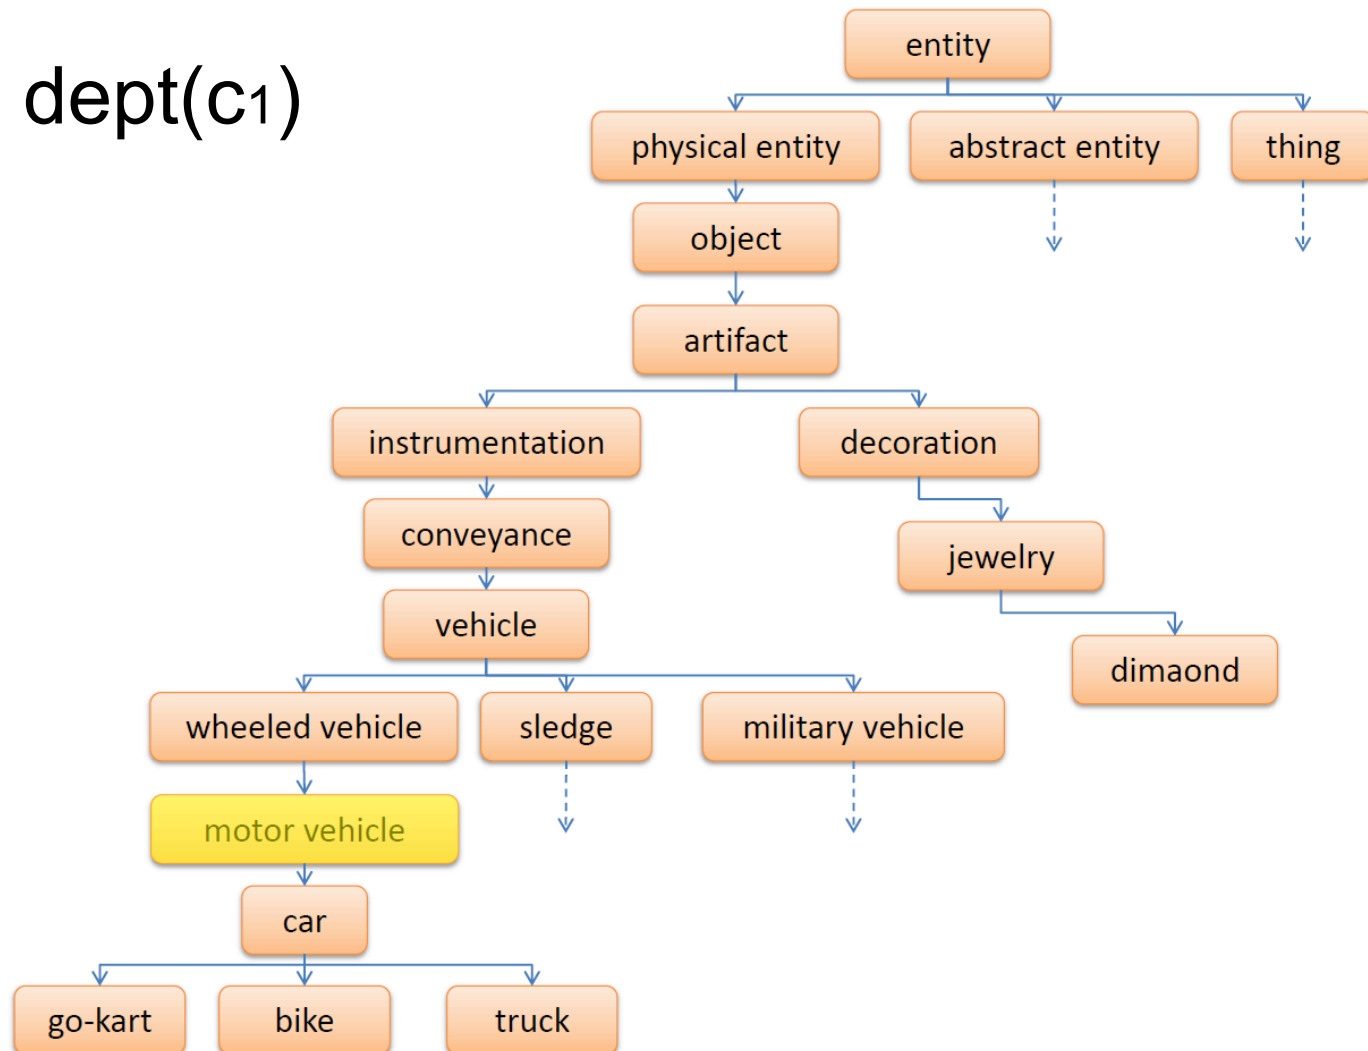 dept(c1)
entity
physical entity
abstract entity
thing
object
artifact
instrumentation
decoration
conveyance
jewelry
vehicle
dimaond
wheeled vehicle
sledge
military vehicle
motor vehicle
car
go-kart
bike
truck